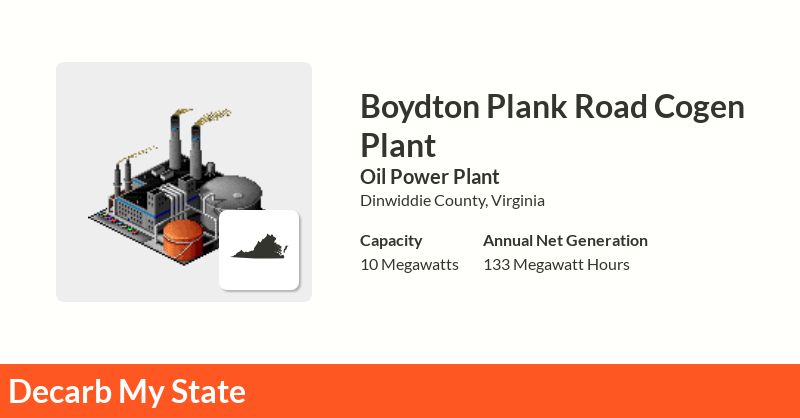 Boydton Plank Road Cogen
Plant
Oil Power Plant
Dinwiddie County, Virginia
Capacity
10 Megawatts
Annual Net Generation
133 Megawatt Hours
Decarb My State